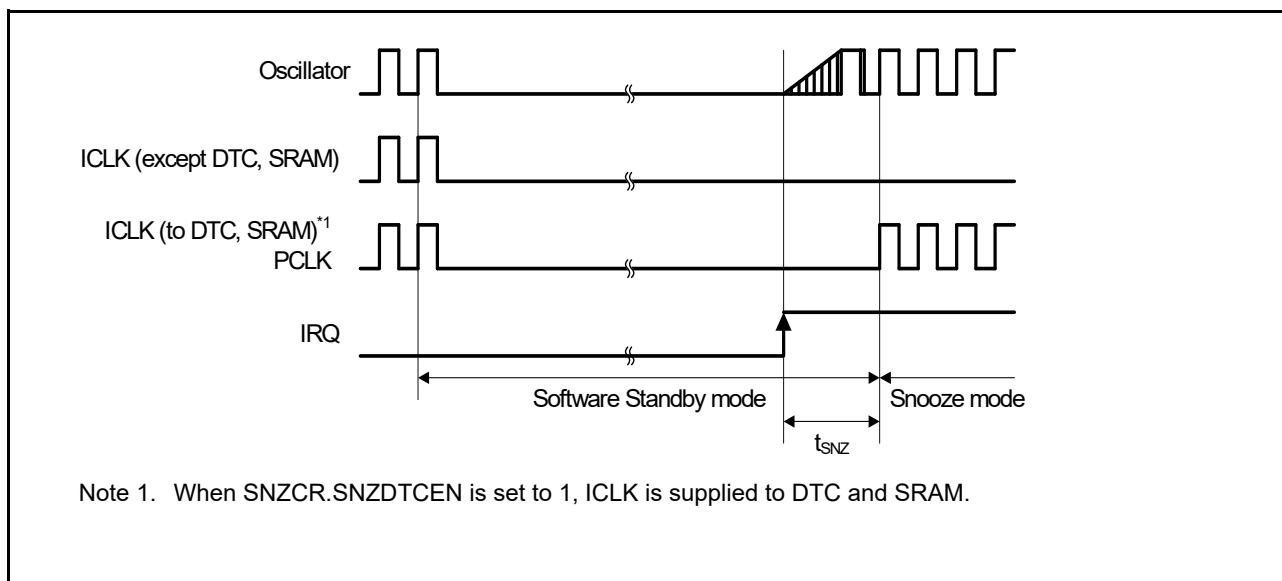 Oscillator
ICLK (except DTC, SRAM)
ICLK (to DTC, SRAM)*1
PCLK
IRQ
Software Standby mode
Snooze mode
tSNZ
Note 1. When SNZCR.SNZDTCEN is set to 1, ICLK is supplied to DTC and SRAM.